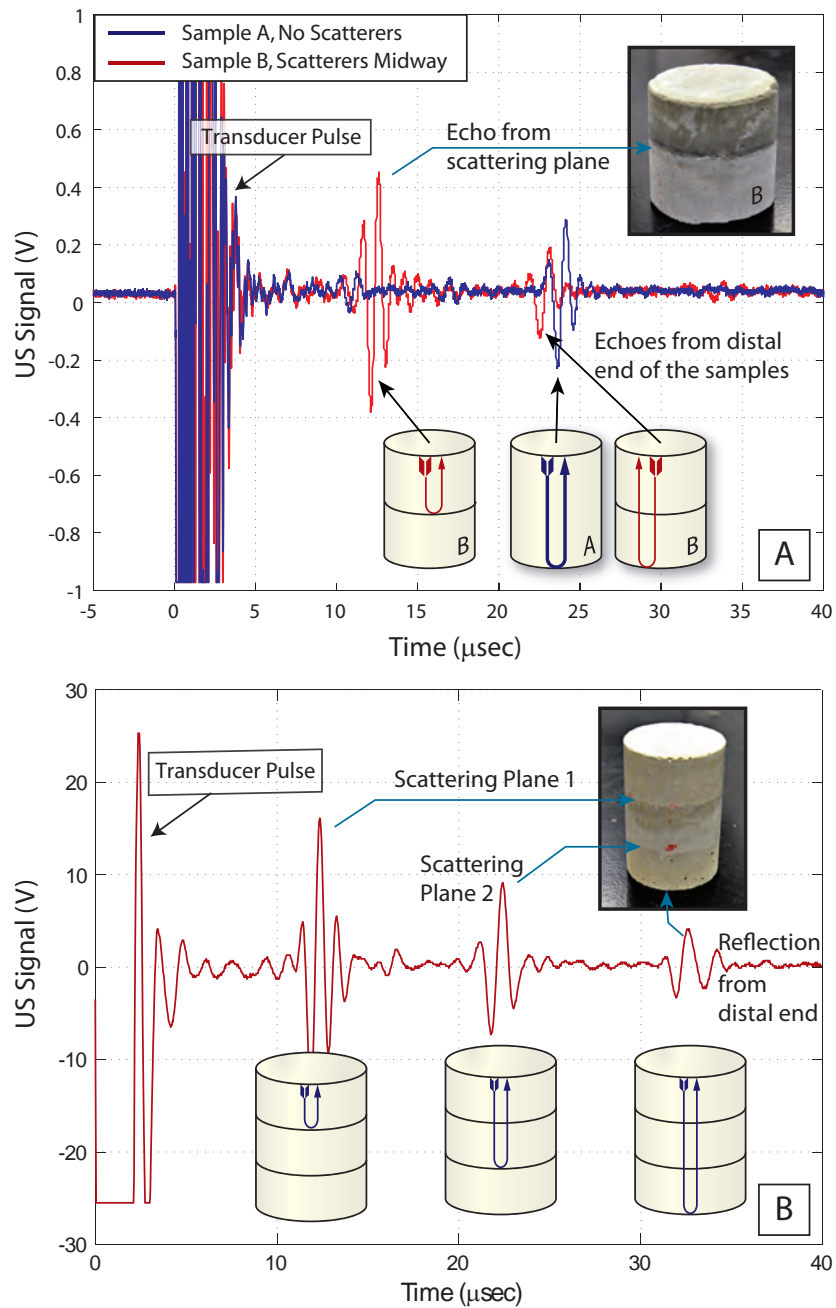 Sample A, No Scatterers
Sample B, Scatterers Midway
Transducer Pulse
Echo from
scattering plane
B
Echoes from distal
end of the samples
B
A
B
A
US Signal (V)
1
0.8
0.6
0.4
0.2
0
-0.2
-0.4
-0.6
-0.8
-1
-5 0 5 10 15 20 25 30 35 40
Time (μsec)
30
20
10
0
-10
-20
-30
US Signal (V)
Transducer Pulse
Scattering Plane 1
Scattering
Plane 2
Reflection
from
distal end
B
0 10 20 30 40
Time (μsec)